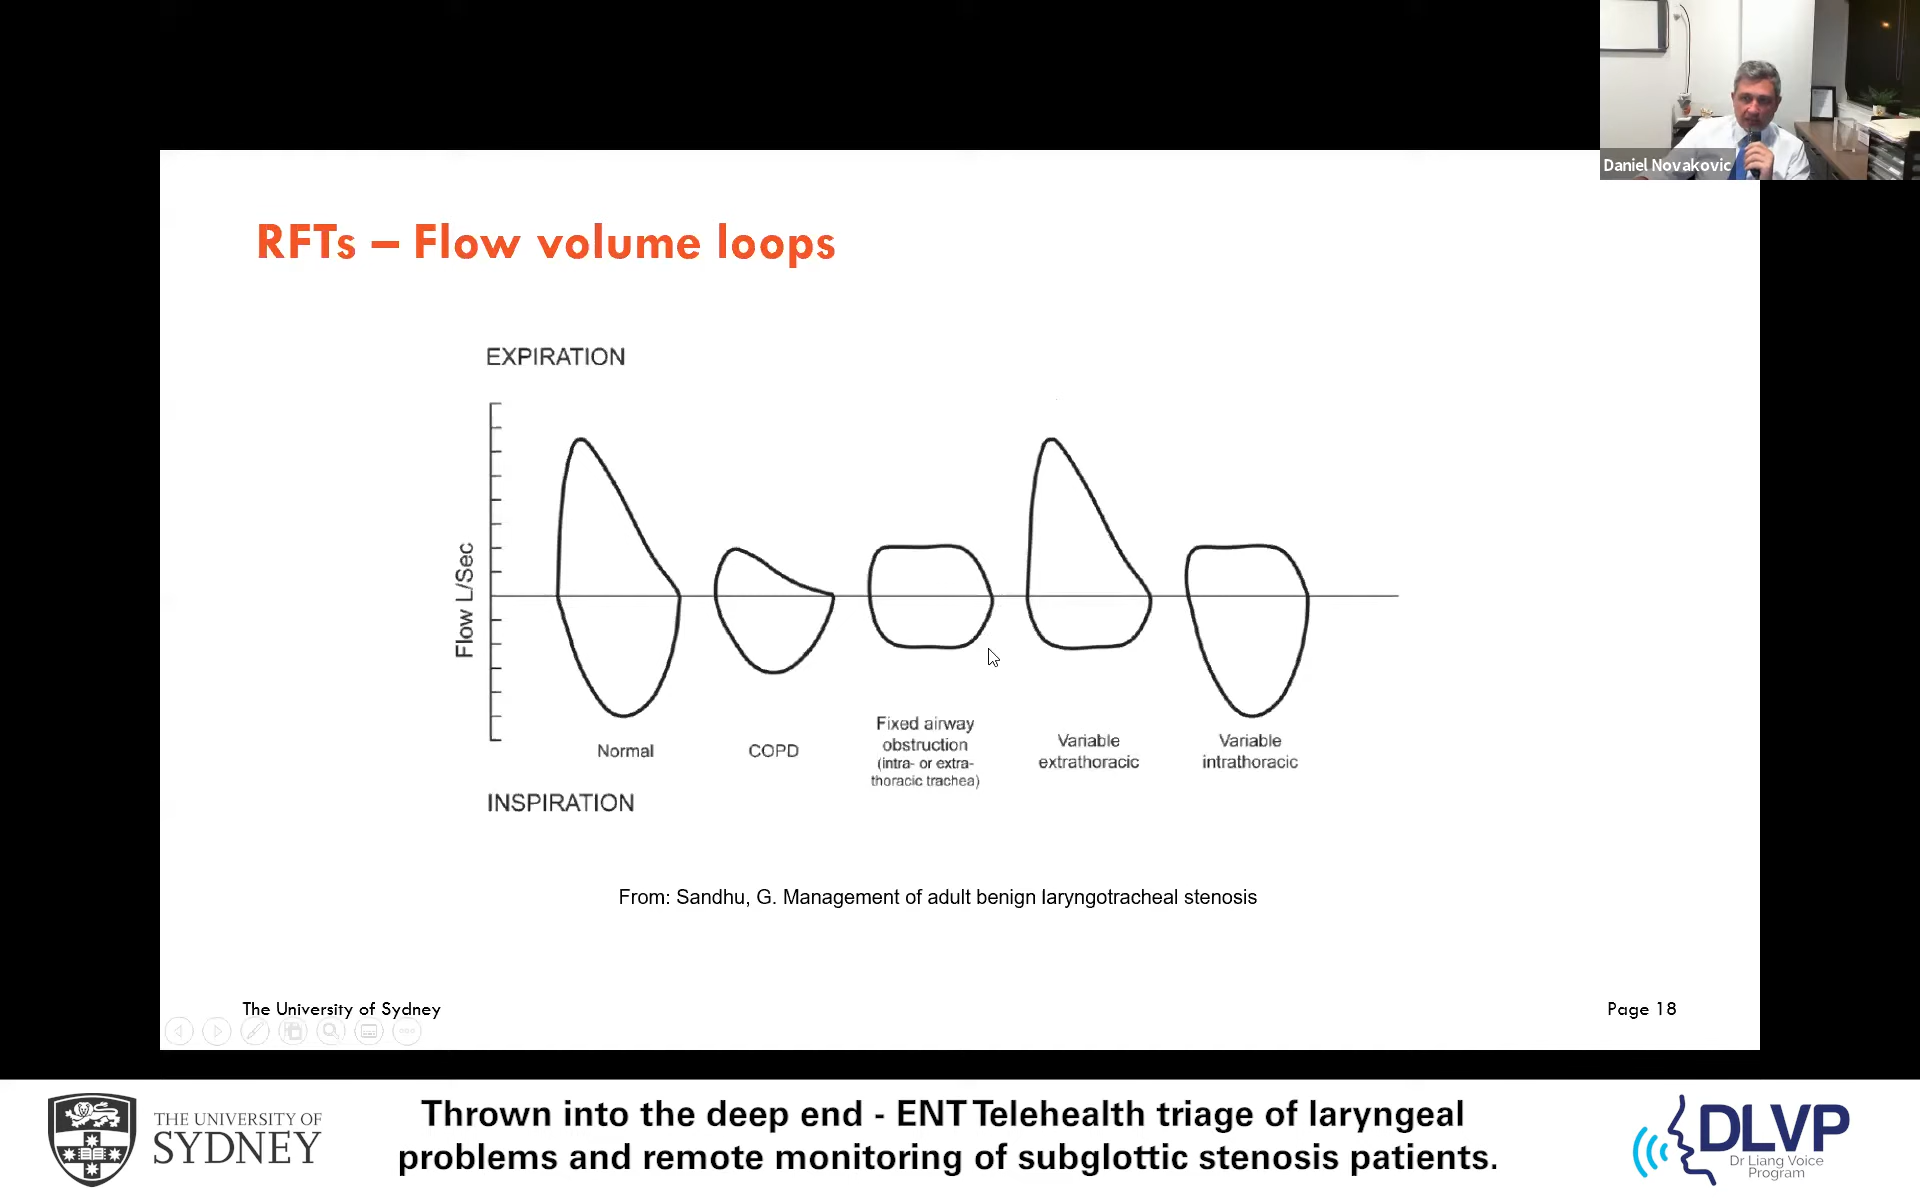 Daniel Novakovic
RFTs – Flow volume loops
EXPIRATION
Flow L/Sec
Normal
COPD
Fixed airway
obstruction
(intra- or extra-
thoracic trachea)
Variable
extrathoracic
Variable
intrathoracic
INSPIRATION
From: Sandhu, G. Management of adult benign laryngotracheal stenosis
The University of Sydney
Page 18
THE UNIVERSITY OF
SYDNEY
Thrown into the deep end - ENT Telehealth triage of laryngeal
problems and remote monitoring of subglottic stenosis patients.
DLVP
Dr Liang Voice
Program